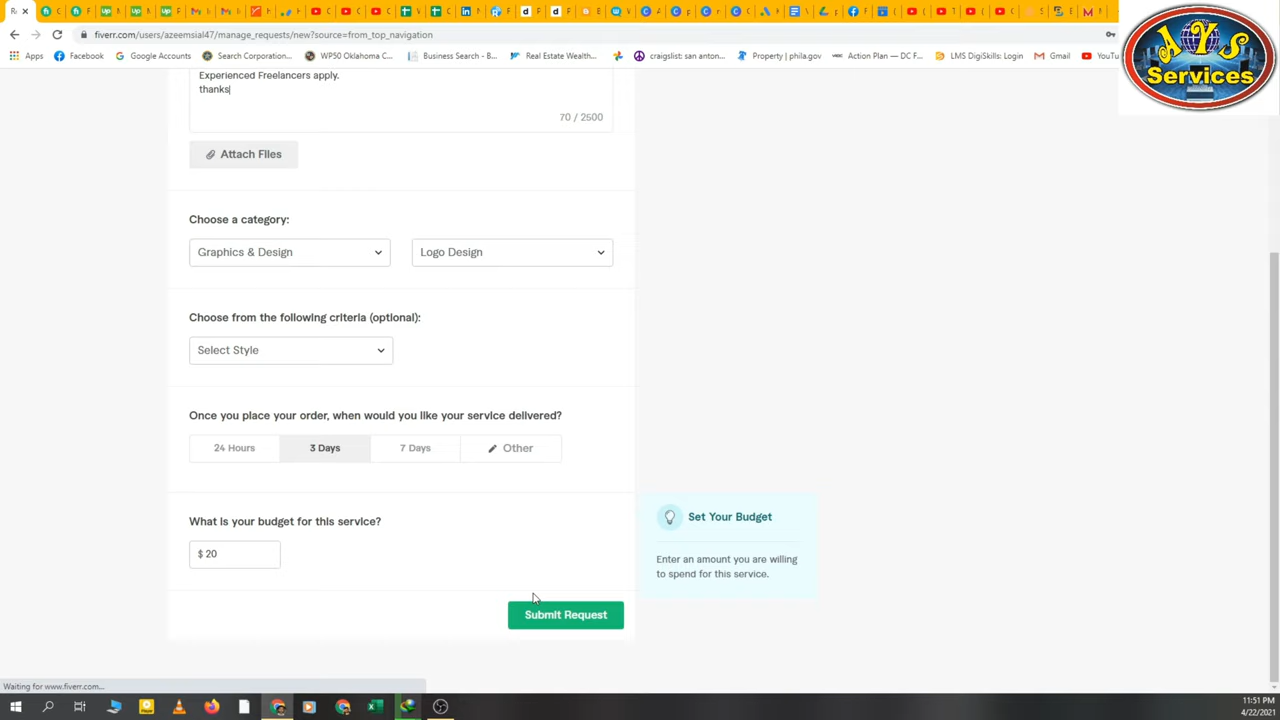 fiverr.com/users/azeemsial47/manage_requests/new?source=from_top_navigation
Apps
Facebook
Google Accounts
Search Corporation...
WP50 Oklahoma C...
Business Search - B...
Real Estate Wealth...
craigslist: san anton...
Property | phila.gov
Action Plan — DC F...
LMS DigiSkills: Login
Gmail
YouTu
AYS
Services
Experienced Freelancers apply.
thanks
70 / 2500
Attach Files
Choose a category:
Graphics & Design
Logo Design
Choose from the following criteria (optional):
Select Style
Once you place your order, when would you like your service delivered?
24 Hours
3 Days
7 Days
Other
What is your budget for this service?
$ 20
Set Your Budget
Enter an amount you are willing
to spend for this service.
Submit Request
Waiting for www.fiverr.com...
11:51 PM
4/22/2021